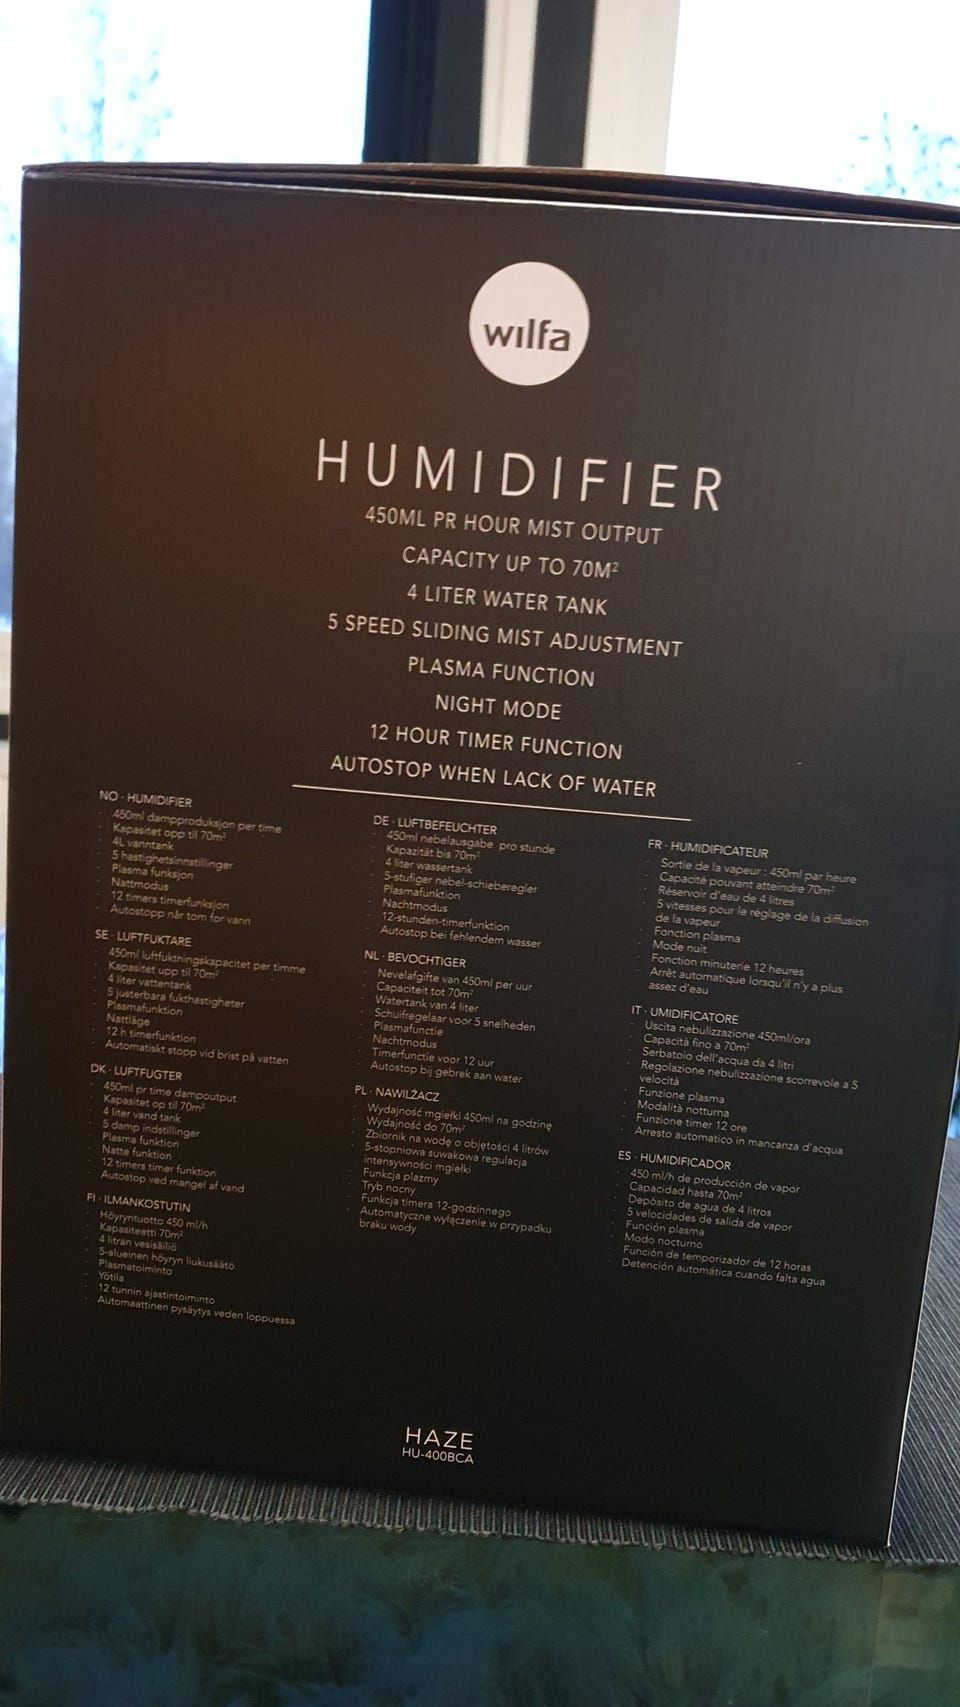 wilfa
HUMIDIFIER
450ML PR HOUR MIST OUTPUT
CAPACITY UP TO 70M²
4 LITER WATER TANK
5 SPEED SLIDING MIST ADJUSTMENT
PLASMA FUNCTION
NIGHT MODE
12 HOUR TIMER FUNCTION
AUTOSTOP WHEN LACK OF WATER
NO · HUMIDIFIER
· 450ml dampproduksjon per time
· Kapasitet opp til 70m²
· 4L vanntank
· 5 hastighetsinnstillinger
· Plasma funksjon
· Nattmodus
· 12 timers timerfunksjon
· Autostopp når tom for vann
SE · LUFTFUKTARE
· 450ml luftfuktningskapacitet per timme
· Kapasitet upp til 70m²
· 4 liter vattentank
· 5 justerbara fukthastigheter
· Plasmafunktion
· Nattläge
· 12 h timerfunktion
· Automatiskt stopp vid brist på vatten
DK · LUFTFUGTER
· 450ml pr time dampoutput
· Kapasitet op til 70m²
· 4 liter vand tank
· 5 damp indstillinger
· Plasma funktion
· Natte funktion
· 12 timers timer funktion
· Autostop ved mangel af vand
FI · ILMANKOSTUTIN
· Höyryntuotto 450 ml/h
· Kapasiteetti 70m²
· 4 litran vesisäiliö
· 5-alueinen höyryn liukusäätö
· Plasmatoiminto
· Yötila
· 12 tunnin ajastintoiminto
· Automaattinen pysäytys veden loppuessa
DE · LUFTBEFEUCHTER
· 450ml nebelausgabe pro stunde
· Kapazität bis 70m²
· 4 liter wassertank
· 5-stufiger nebel-schieberegler
· Plasmafunktion
· Nachtmodus
· 12-stunden-timerfunktion
· Autostop bei fehlendem wasser
NL · BEVOCHTIGER
· Nevelafgifte van 450ml per uur
· Capaciteit tot 70m²
· Watertank van 4 liter
· Schuifregelaar voor 5 snelheden
· Plasmafunctie
· Nachtmodus
· Timerfunctie voor 12 uur
· Autostop bij gebrek aan water
PL · NAWILŻACZ
· Wydajność mgiełki 450ml na godzinę
· Wydajność do 70m²
· Zbiornik na wodę o objętości 4 litrów
· 5-stopniowa suwakowa regulacja
intensywności mgiełki
· Funkcja plazmy
· Tryb nocny
· Funkcja timera 12-godzinnego
· Automatyczne wyłączenie w przypadku
braku wody
FR · HUMIDIFICATEUR
· Sortie de la vapeur : 450ml par heure
· Capacité pouvant atteindre 70m²
· Réservoir d'eau de 4 litres
· 5 vitesses pour le réglage de la diffusion
de la vapeur
· Fonction plasma
· Mode nuit
· Fonction minuterie 12 heures
· Arrêt automatique lorsqu'il n'y a plus
assez d'eau
IT · UMIDIFICATORE
· Uscita nebulizzazione 450ml/ora
· Capacità fino a 70m²
· Serbatoio dell'acqua da 4 litri
· Regolazione nebulizzazione scorrevole a 5
velocità
· Funzione plasma
· Modalità notturna
· Funzione timer 12 ore
· Arresto automatico in mancanza d'acqua
ES · HUMIDIFICADOR
· 450 ml/h de producción de vapor
· Capacidad hasta 70m²
· Depósito de agua de 4 litros
· 5 velocidades de salida de vapor
· Función plasma
· Modo nocturno
· Función de temporizador de 12 horas
· Detención automática cuando falta agua
HAZE
HU-400BCA